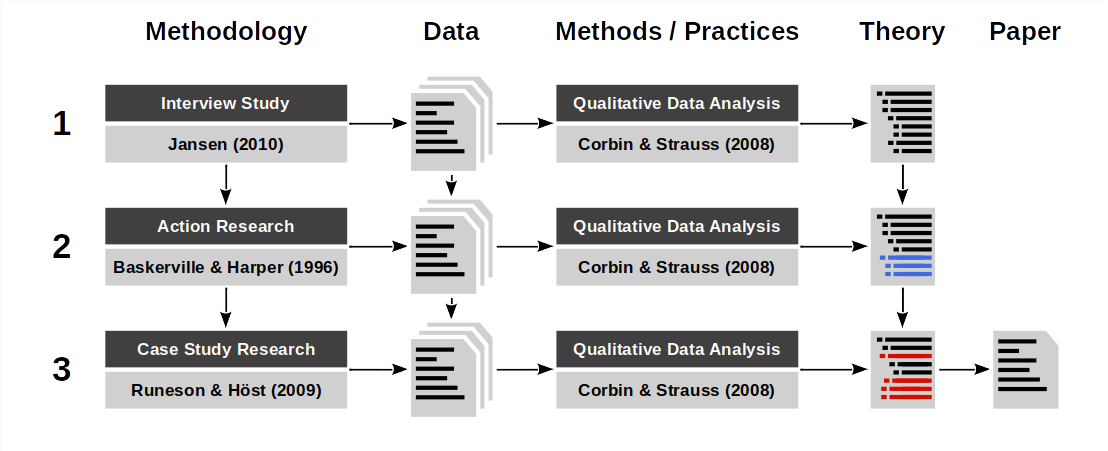 Methodology Data Methods / Practices Theory Paper
1
Interview Study
Jansen (2010)
Qualitative Data Analysis
Corbin & Strauss (2008)
2
Action Research
Baskerville & Harper (1996)
Qualitative Data Analysis
Corbin & Strauss (2008)
3
Case Study Research
Runeson & Höst (2009)
Qualitative Data Analysis
Corbin & Strauss (2008)